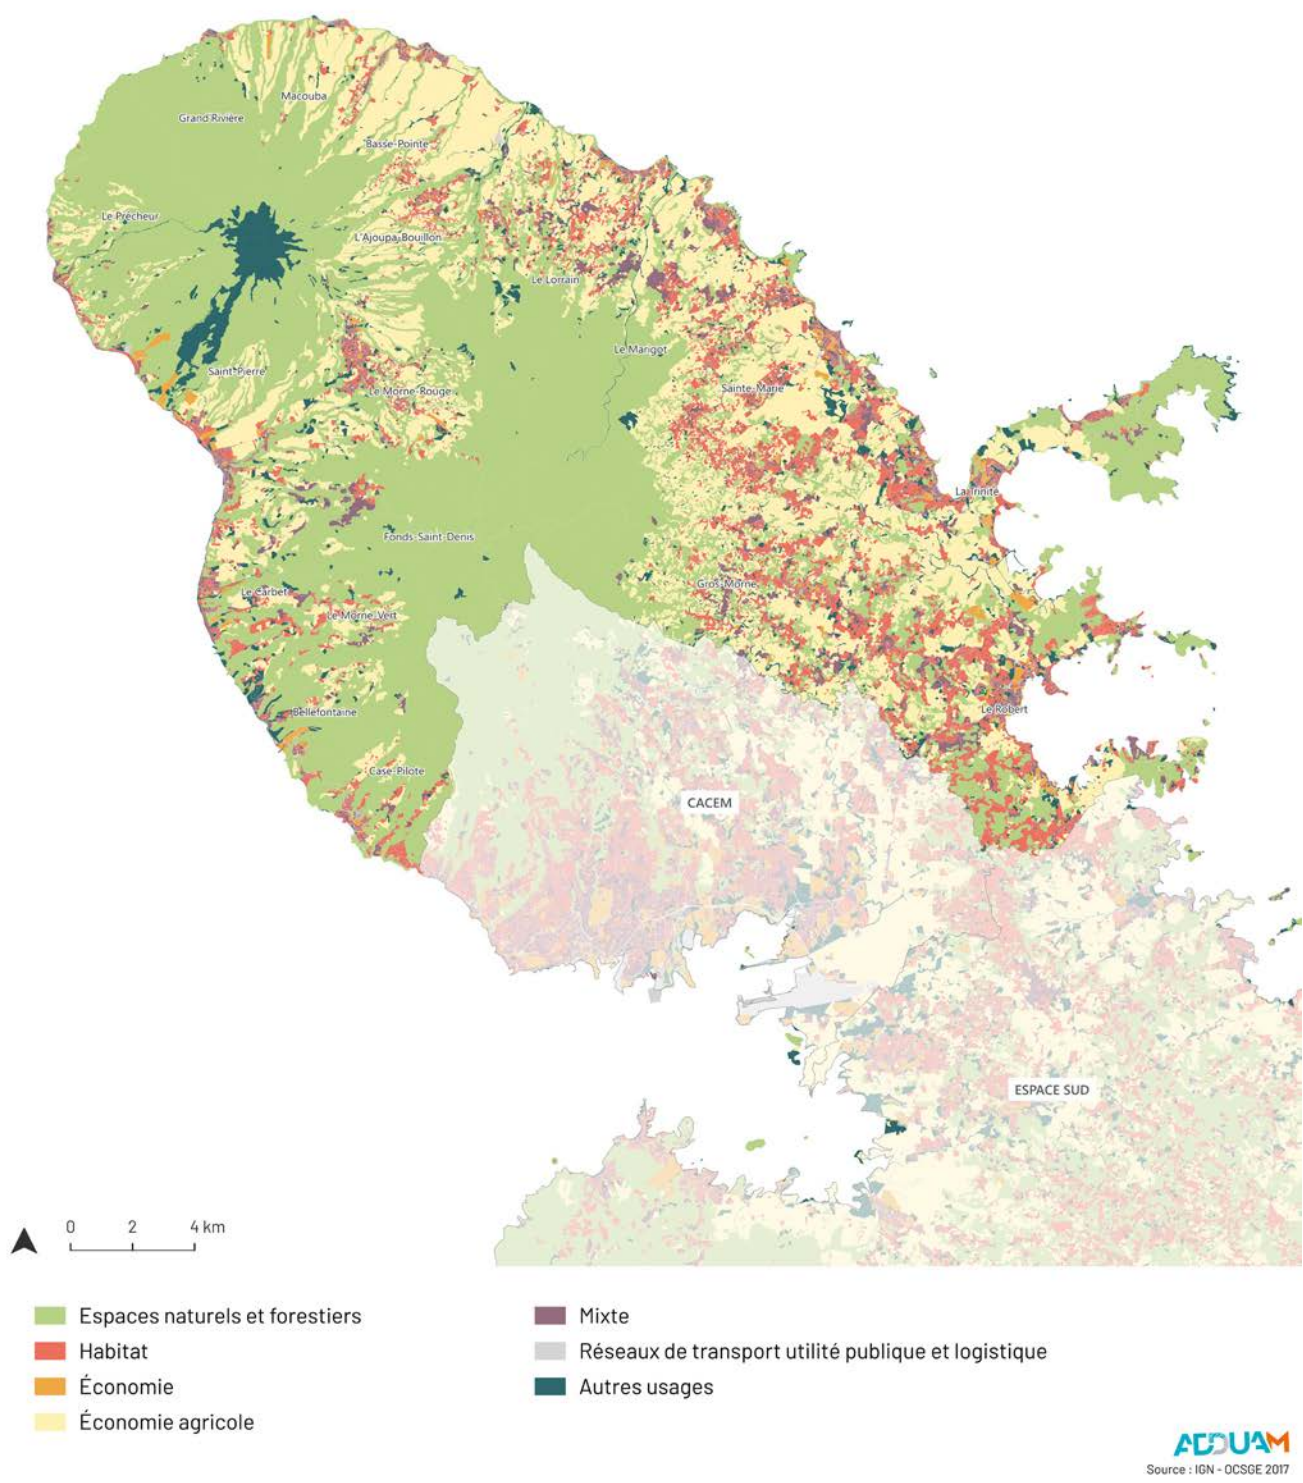 Macouba
Grand Rivière
Basse-Pointe
Le Prêcheur
L'Ajoupa-Bouillon
Le Lorrain
Le Marigot
Saint-Pierre
Le Morne-Rouge
Sainte-Marie
La Trinité
Fonds-Saint-Denis
Gros-Morne
Le Carbet
Le Morne-Vert
Le Robert
Bellefontaine
Case-Pilote
CACEM
ESPACE SUD
0 2 4 km
Espaces naturels et forestiers
Habitat
Économie
Économie agricole
Mixte
Réseaux de transport utilité publique et logistique
Autres usages
ADDUAM
Source : IGN - OCSGE 2017